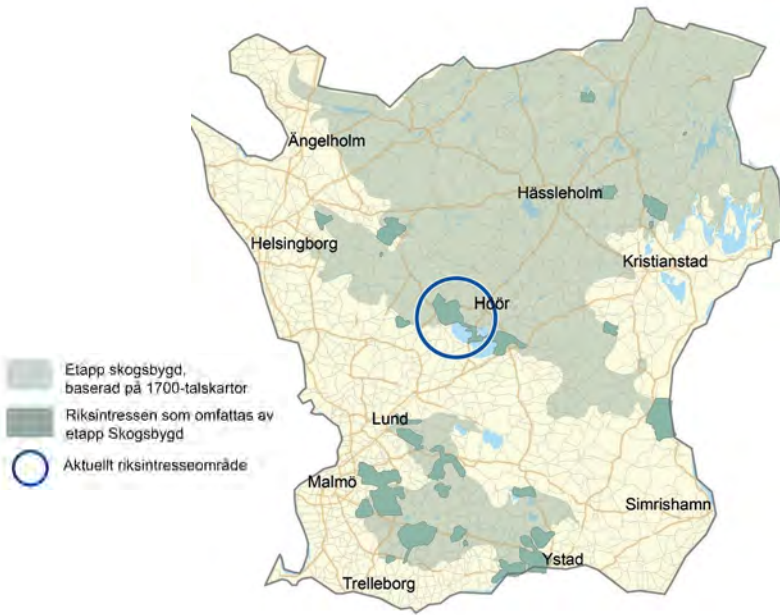 Ängelholm
Hässleholm
Helsingborg
Kristianstad
Höör
Etapp skogsbygd,
baserad på 1700-talskartor
Riksintressen som omfattas av
etapp Skogsbygd
Lund
Aktuellt riksintresseområde
Malmö
Simrishamn
Ystad
Trelleborg